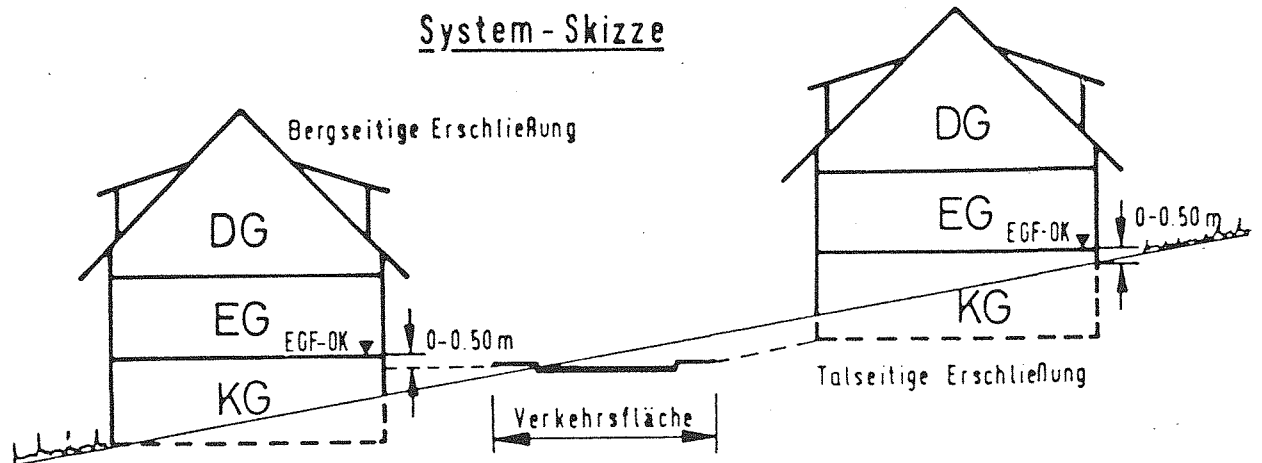 System-Skizze
Bergseitige Erschließung
DG
EG
EGF-OK
0-0.50 m
KG
Verkehrsfläche
DG
EG
EGF-OK
0-0.50 m
KG
Talseitige Erschließung